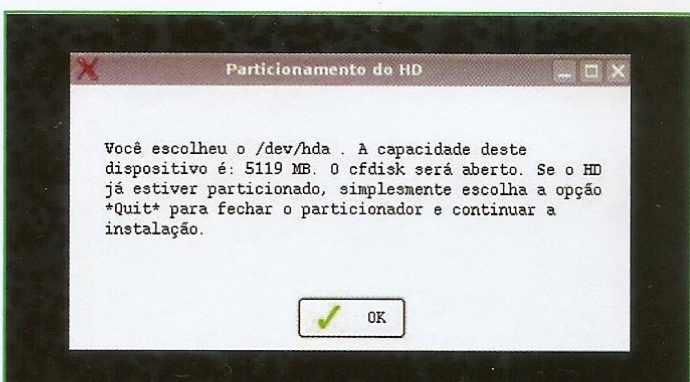 Particionamento do HD
Você escolheu o /dev/hda . A capacidade deste
dispositivo é: 5119 MB. O cfdisk será aberto. Se o HD
já estiver particionado, simplesmente escolha a opção
*Quit* para fechar o particionador e continuar a
instalação.
OK